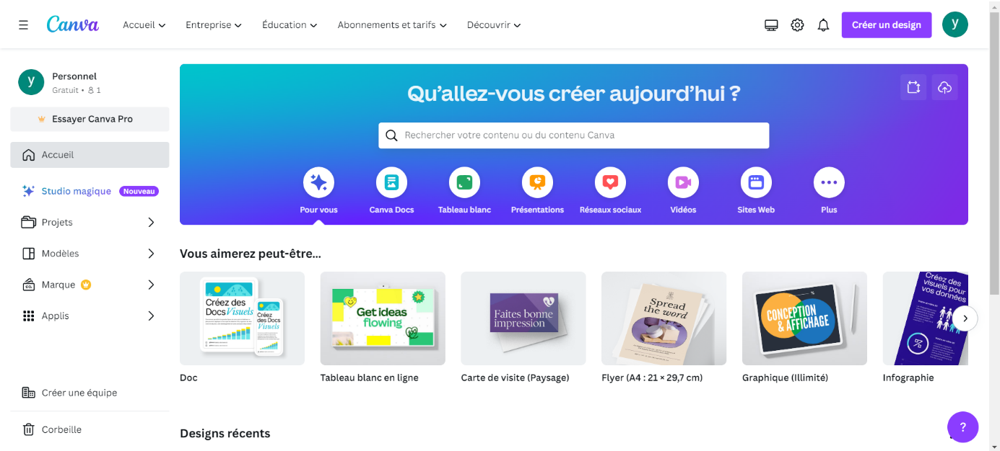 Canva
Accueil
Entreprise
Éducation
Abonnements et tarifs
Découvrir
Créer un design
y
y
Personnel
Gratuit • 1
Essayer Canva Pro
Accueil
Studio magique Nouveau
Projets
Modèles
Marque
Applis
Créer une équipe
Corbeille
Qu’allez-vous créer aujourd’hui ?
Rechercher votre contenu ou du contenu Canva
Pour vous
Canva Docs
Tableau blanc
Présentations
Réseaux sociaux
Vidéos
Sites Web
Plus
Vous aimerez peut-être...
Créez des
Docs Visuels
Créez
des Docs
Visuels
Doc
Get ideas
flowing
Tableau blanc en ligne
Faites bonne
impression
Carte de visite (Paysage)
Spread
the word
Flyer (A4 : 21 × 29,7 cm)
CONCEPTION
& AFFICHAGE
Graphique (Illimité)
Créez des
visuels pour
vos données
%
Infographie
Designs récents
?